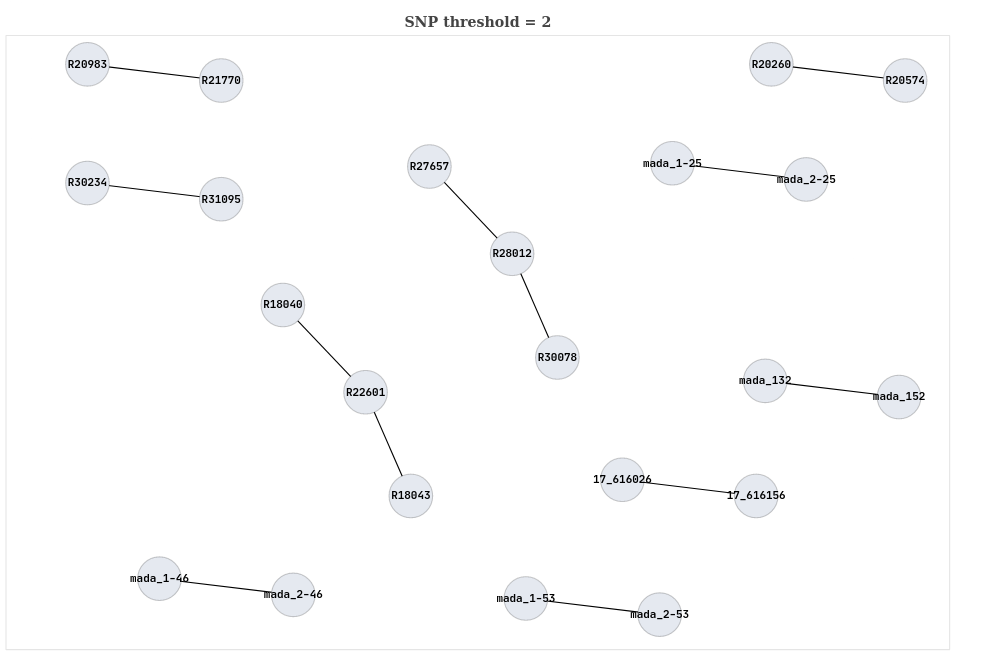 SNP threshold = 2
R20983
R21770
R20260
R20574
R30234
R31095
R27657
mada_1-25
mada_2-25
R28012
R18040
R30078
R22601
mada_132
mada_152
R18043
17_616026
17_616156
mada_1-46
mada_2-46
mada_1-53
mada_2-53